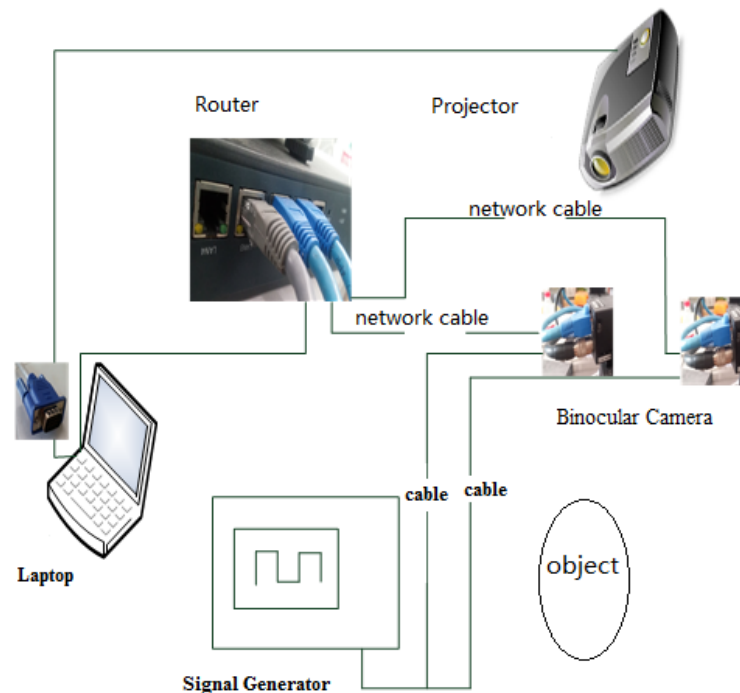 Router
Projector
network cable
network cable
Binocular Camera
cable
cable
object
Laptop
Signal Generator